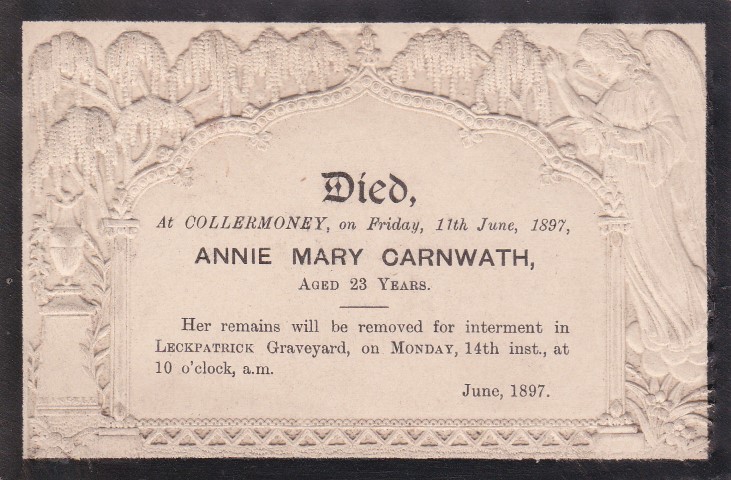 Died,
At COLLERMONEY, on Friday, 11th June, 1897,
ANNIE MARY CARNWATH,
AGED 23 YEARS.
Her remains will be removed for interment in
LECKPATRICK Graveyard, on MONDAY, 14th inst., at
10 o'clock, a.m.
June, 1897.